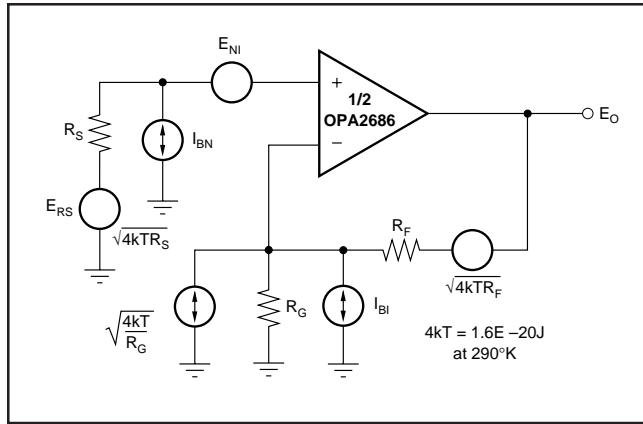 E_NI
+
1/2
OPA2686
−
E_O
R_S
I_BN
E_RS
√4kTR_S
R_F
√4kTR_F
√4kT/R_G
R_G
I_BI
4kT = 1.6E –20J
at 290°K